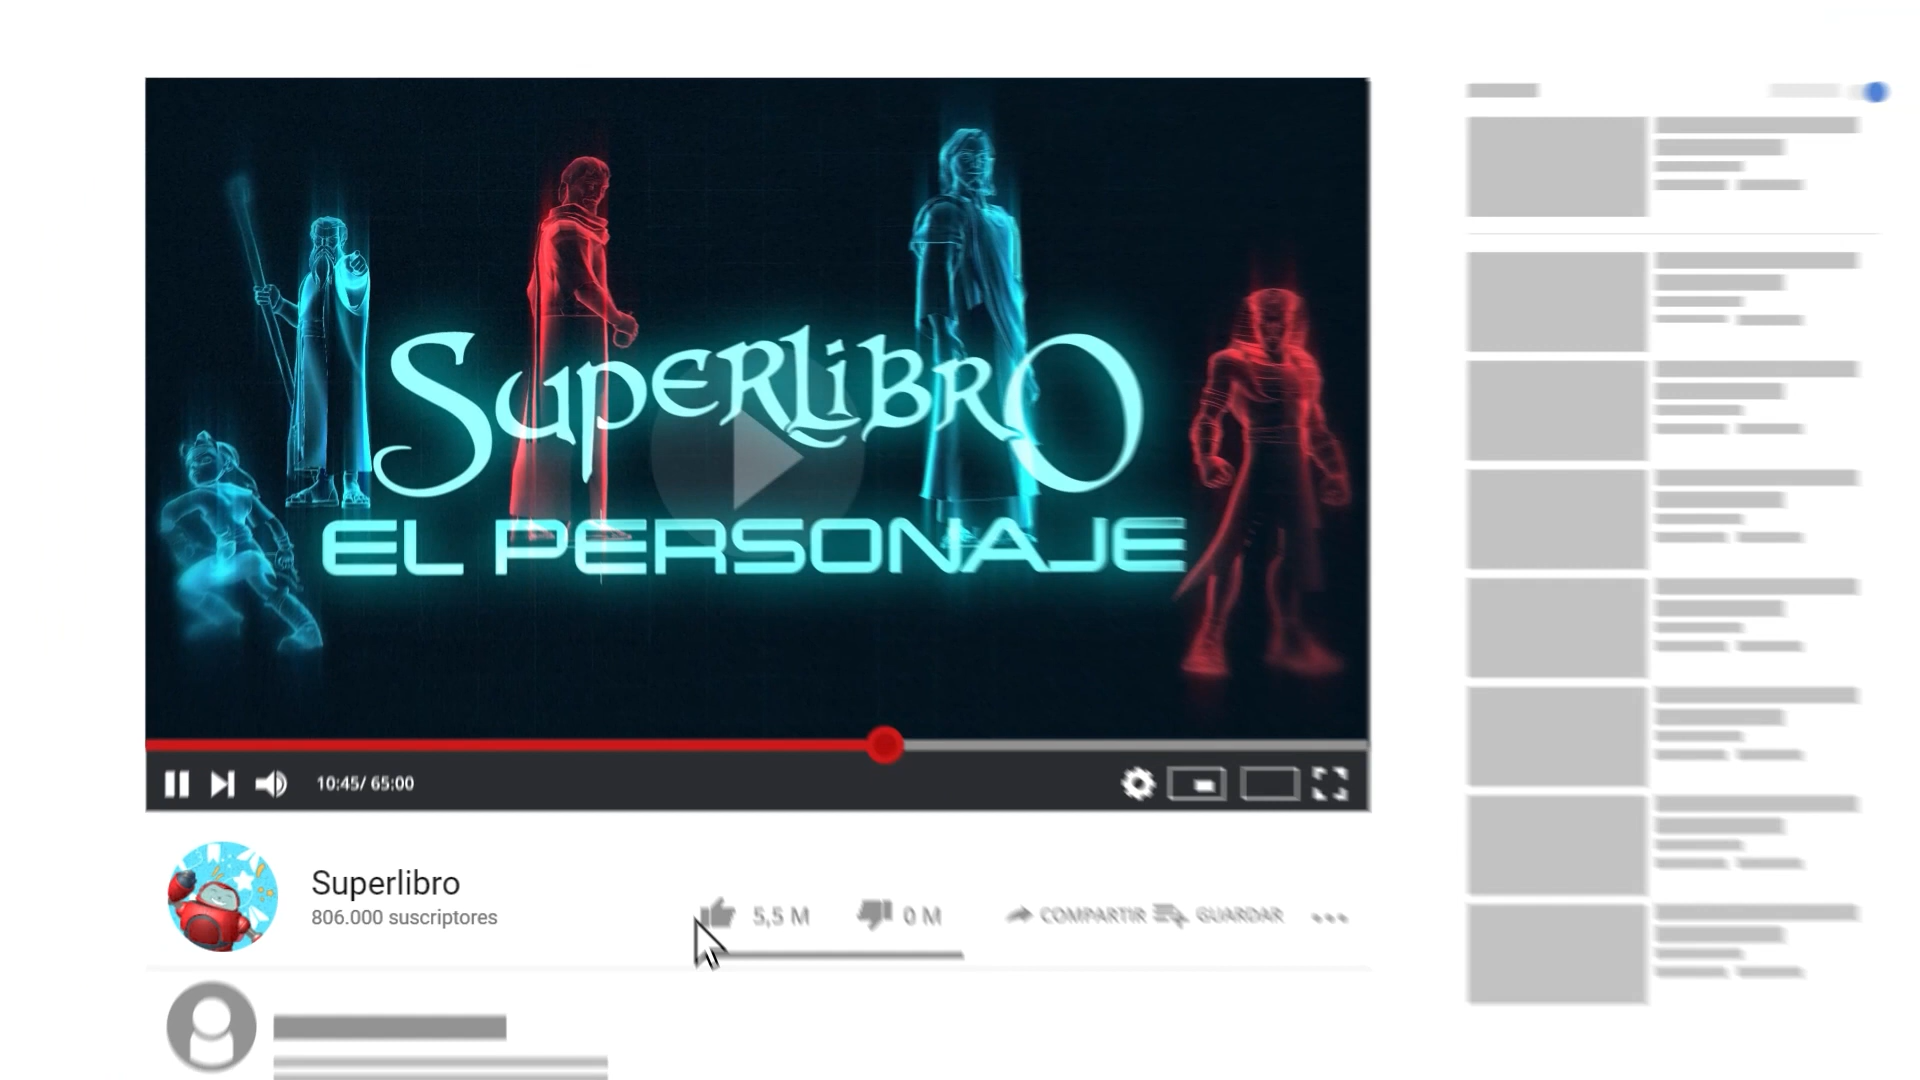 Superlibro
EL PERSONAJE
10:45/ 65:00
Superlibro
806.000 suscriptores
5,5 M
0 M
COMPARTIR
GUARDAR